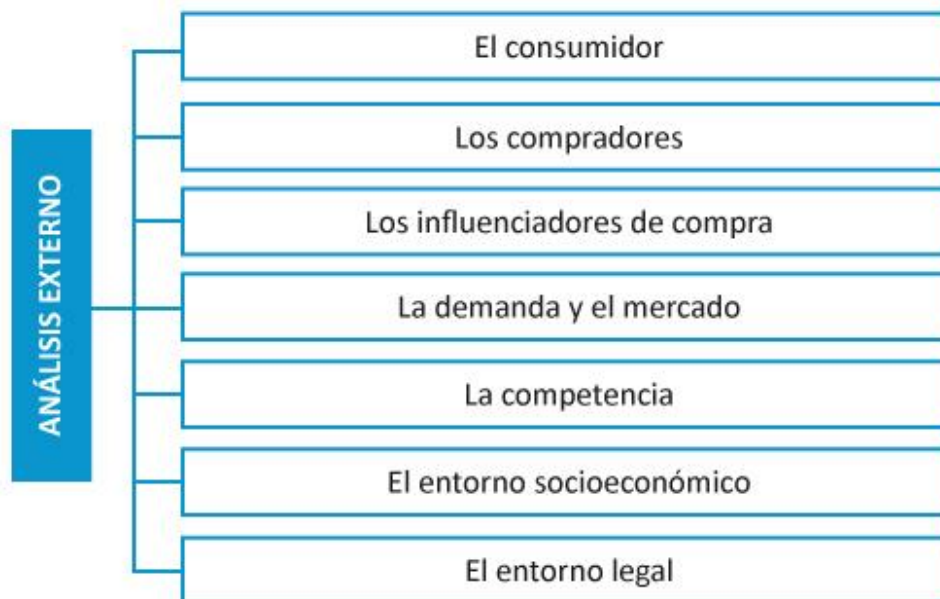 ANÁLISIS EXTERNO
El consumidor
Los compradores
Los influenciadores de compra
La demanda y el mercado
La competencia
El entorno socioeconómico
El entorno legal